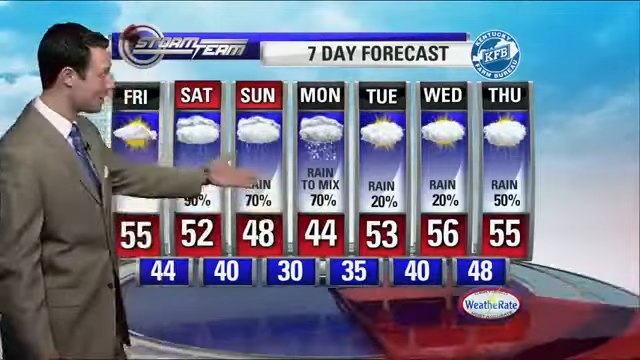 STORM TEAM
7 DAY FORECAST
KENTUCKY
KFB
FARM BUREAU
FRI SAT SUN MON TUE WED THU
RAIN
TO MIX
RAIN RAIN RAIN
90% 70% 70% 20% 20% 50%
55 52 48 44 53 56 55
44 40 30 35 40 48
WeatheRate